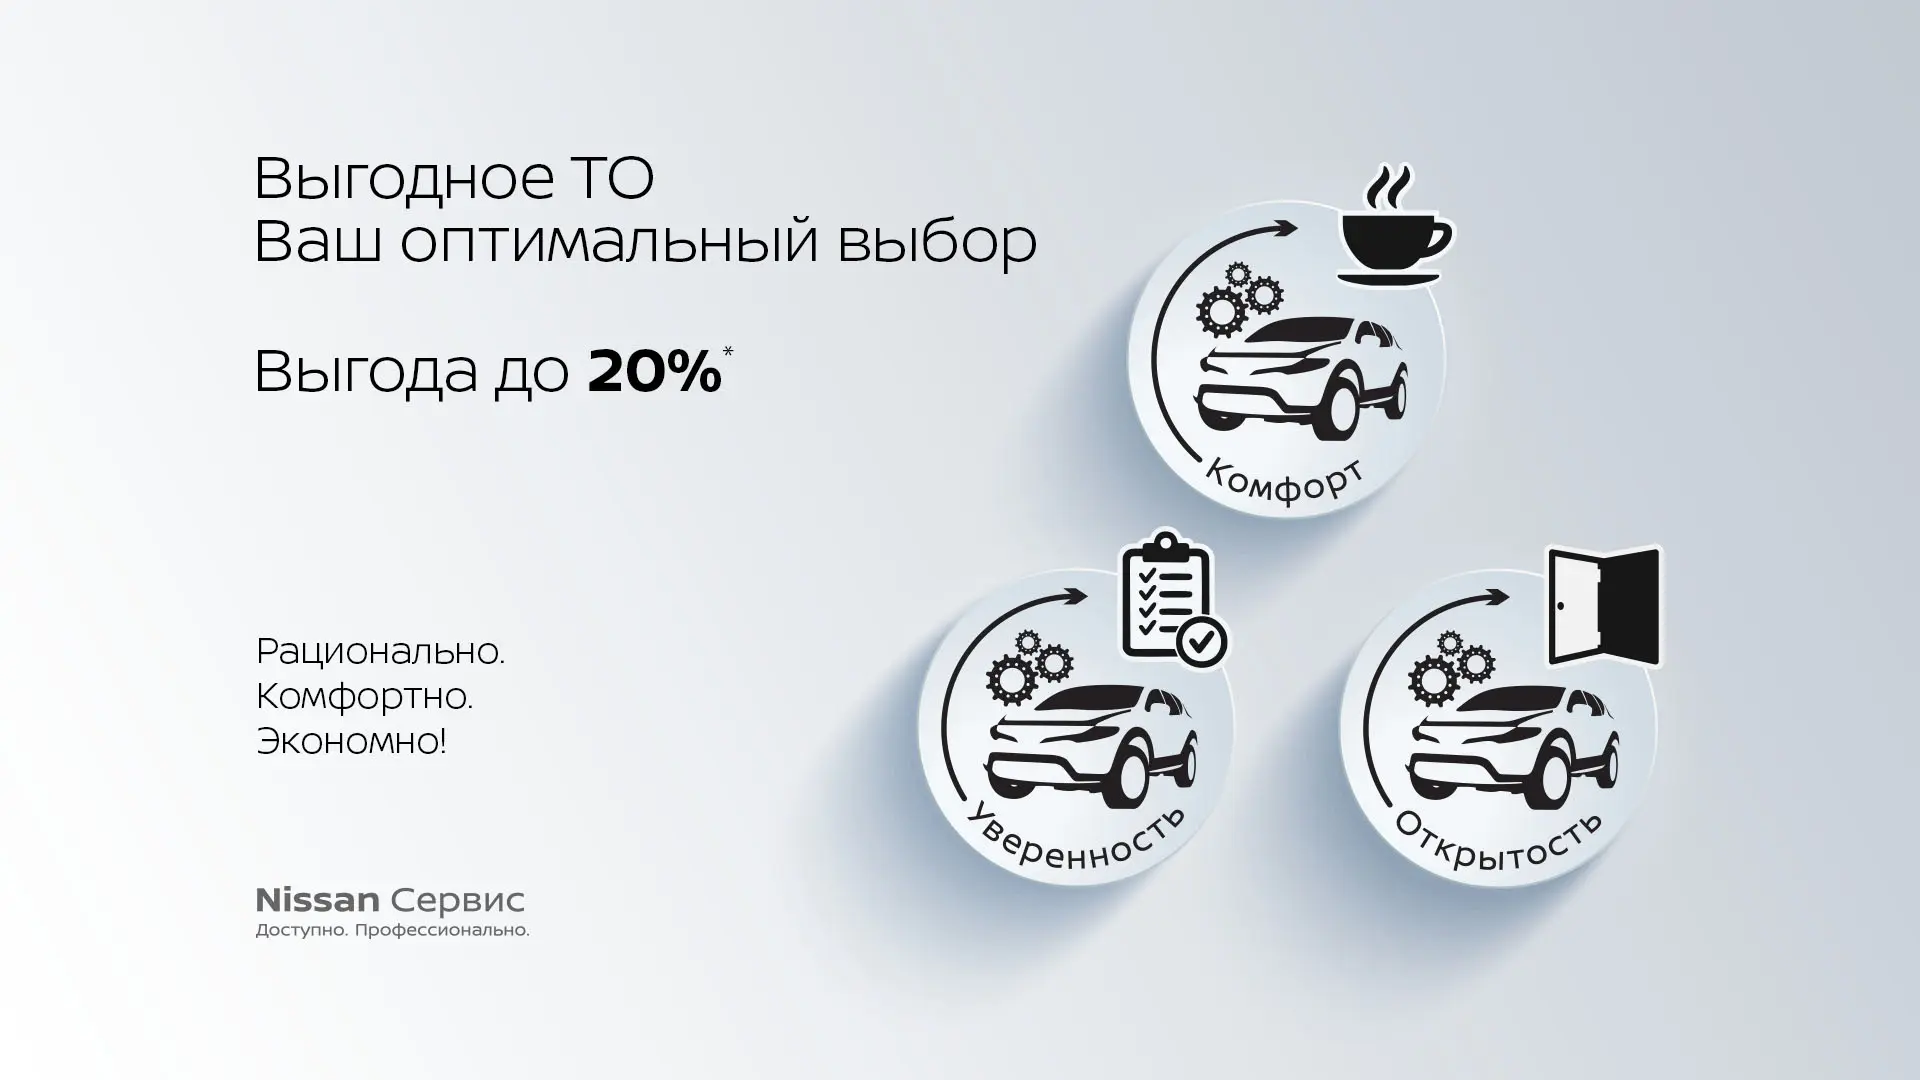 Выгодное ТО
Ваш оптимальный выбор
Выгода до 20%*
Комфорт
Уверенность
Открытость
Рационально.
Комфортно.
Экономно!
Nissan Сервис
Доступно. Профессионально.